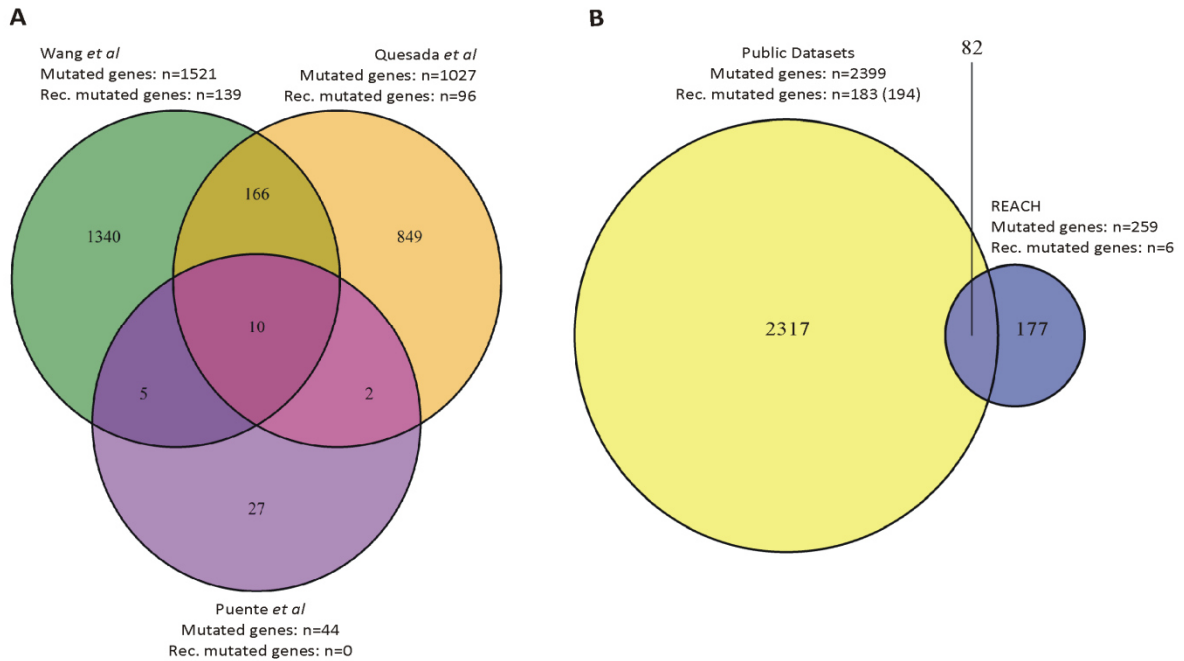 A
Wang et al
Mutated genes: n=1521
Rec. mutated genes: n=139
Quesada et al
Mutated genes: n=1027
Rec. mutated genes: n=96
166
1340
849
10
5
2
27
Puente et al
Mutated genes: n=44
Rec. mutated genes: n=0
B
82
Public Datasets
Mutated genes: n=2399
Rec. mutated genes: n=183 (194)
REACH
Mutated genes: n=259
Rec. mutated genes: n=6
2317
177